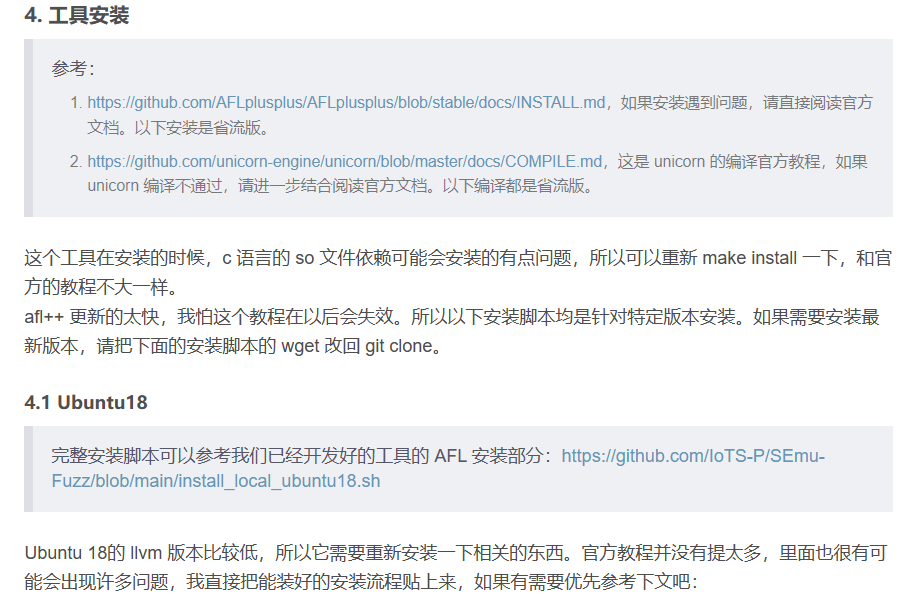 4. 工具安装
参考：
1. https://github.com/AFLplusplus/AFLplusplus/blob/stable/docs/INSTALL.md，如果安装遇到问题，请直接阅读官方
文档。以下安装是省流版。
2. https://github.com/unicorn-engine/unicorn/blob/master/docs/COMPILE.md，这是 unicorn 的编译官方教程，如果
unicorn 编译不通过，请进一步结合阅读官方文档。以下编译都是省流版。
这个工具在安装的时候，c 语言的 so 文件依赖可能会安装的有点问题，所以可以重新 make install 一下，和官
方的教程不大一样。
afl++ 更新的太快，我怕这个教程在以后会失效。所以以下安装脚本均是针对特定版本安装。如果需要安装最
新版本，请把下面的安装脚本的 wget 改回 git clone。
4.1 Ubuntu18
完整安装脚本可以参考我们已经开发好的工具的 AFL 安装部分：https://github.com/IoTS-P/SEmu-
Fuzz/blob/main/install_local_ubuntu18.sh
Ubuntu 18的 llvm 版本比较低，所以它需要重新安装一下相关的东西。官方教程并没有提太多，里面也很有可
能会出现许多问题，我直接把能装好的安装流程贴上来，如果有需要优先参考下文吧：